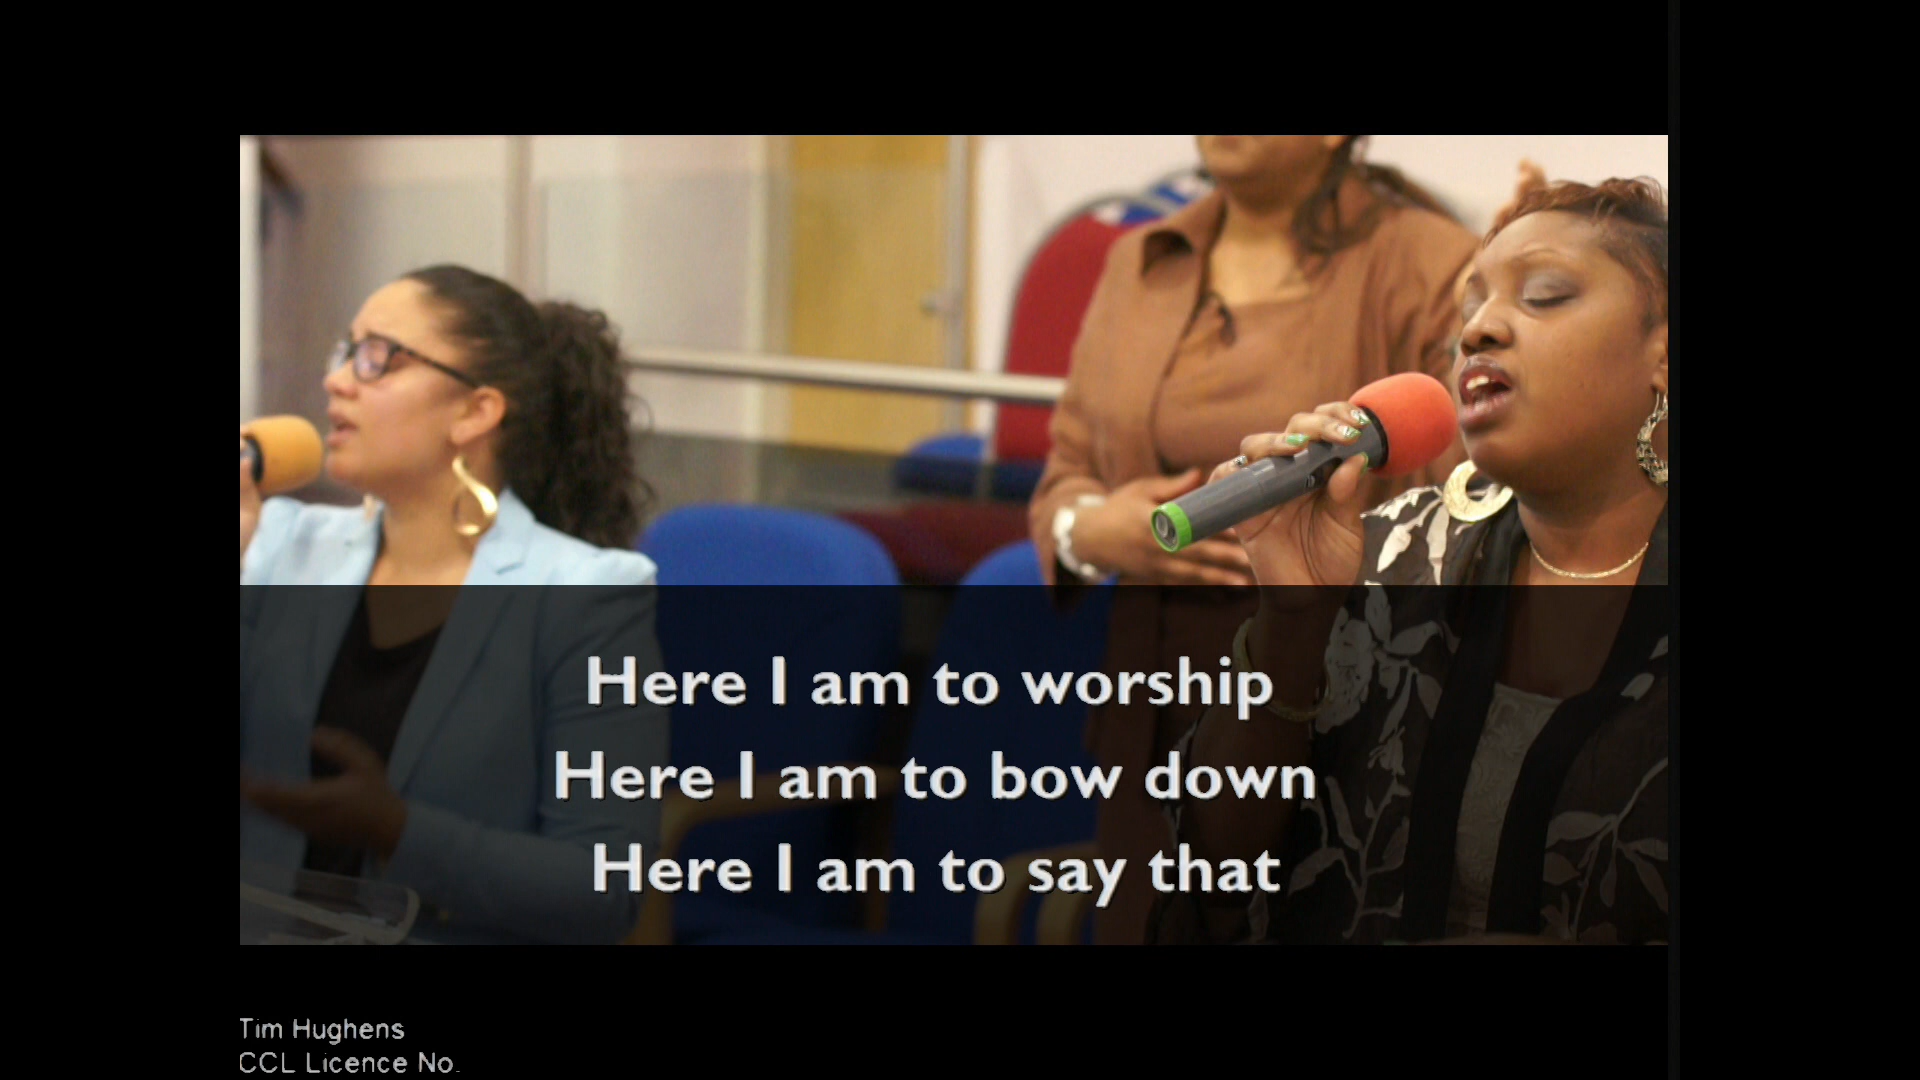 Here I am to worship
Here I am to bow down
Here I am to say that
Tim Hughens
CCL Licence No.